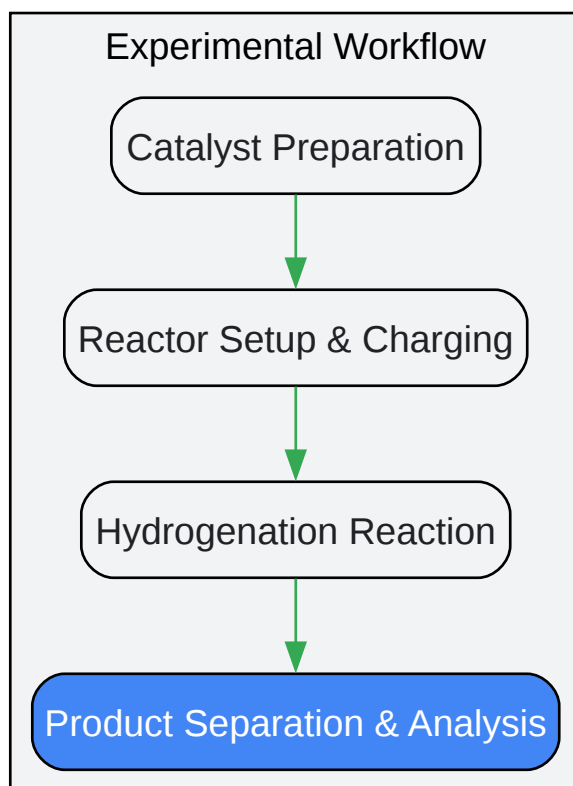 Experimental Workflow
Catalyst Preparation
Reactor Setup & Charging
Hydrogenation Reaction
Product Separation & Analysis